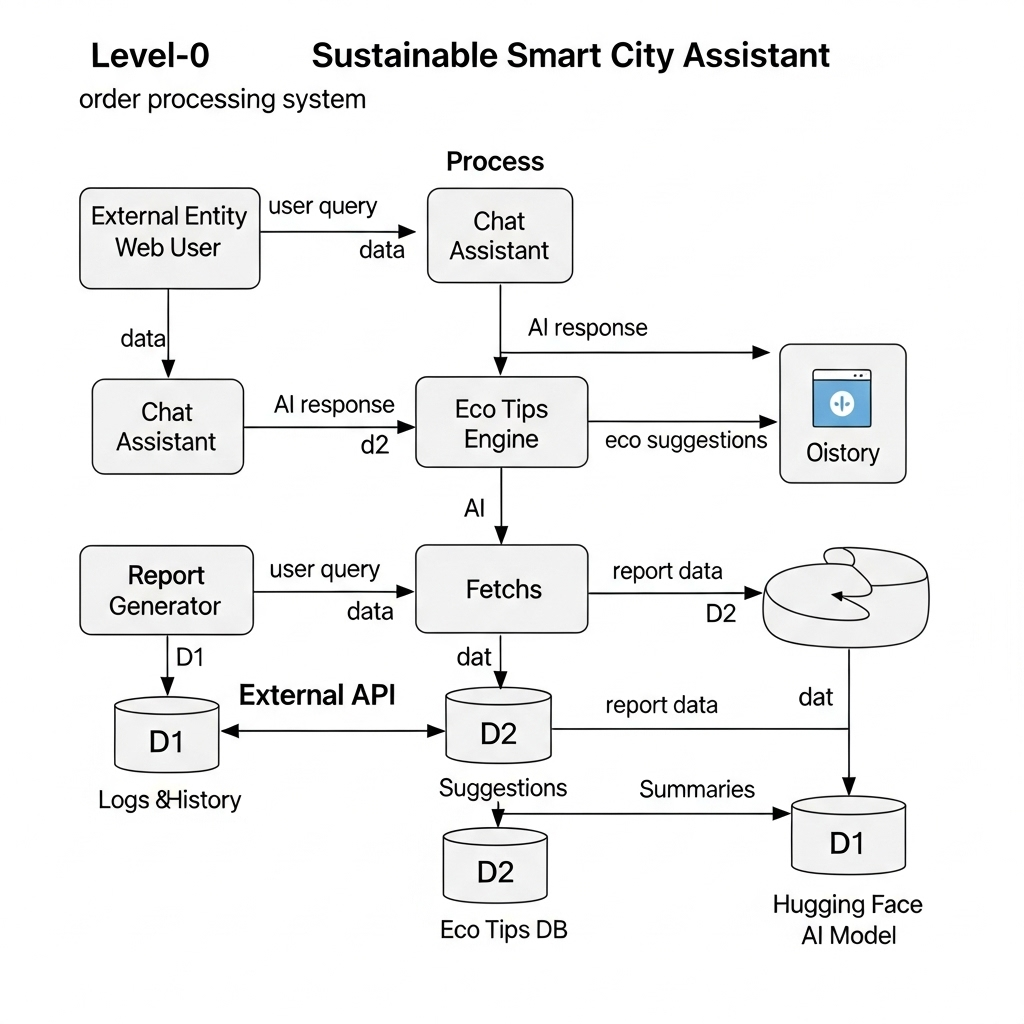 Level-0 Sustainable Smart City Assistant
order processing system
Process
External Entity
Web User
user query
data
Chat
Assistant
data
AI response
Chat
Assistant
AI response
d2
Eco Tips
Engine
eco suggestions
Oistory
AI
Report
Generator
user query
data
Fetchs
report data
D2
D1
dat
External API
D1
Logs &History
D2
Suggestions
report data
dat
Summaries
D2
Eco Tips DB
D1
Hugging Face
AI Model